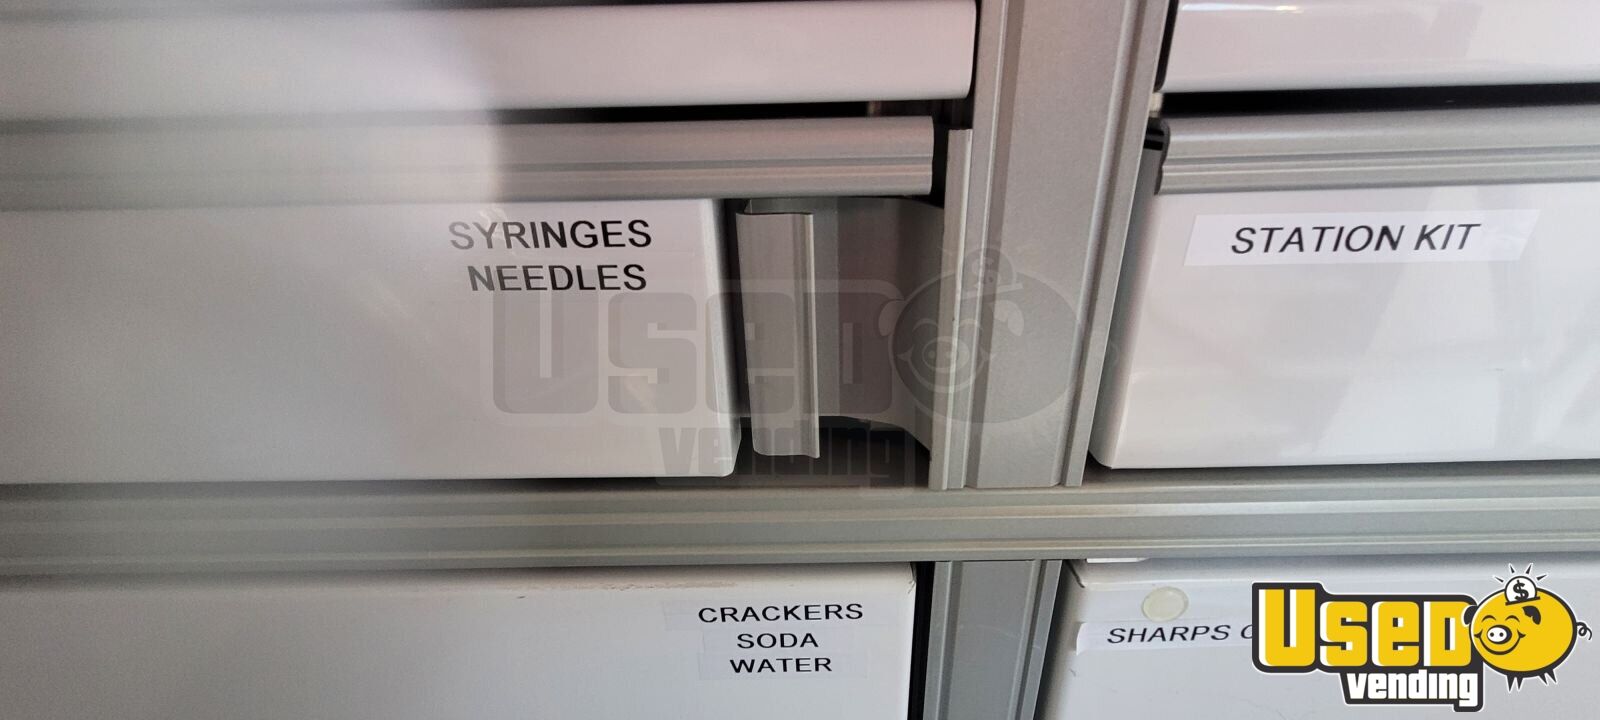 SYRINGES
NEEDLES
STATION KIT
CRACKERS
SODA
WATER
SHARPS
USED
vending
USED
vending